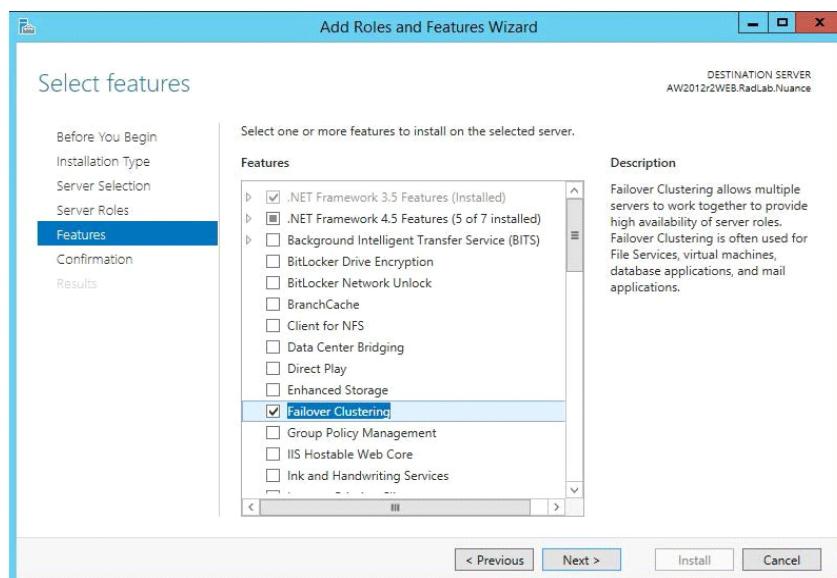 Add Roles and Features Wizard
Select features
DESTINATION SERVER
AW2012r2WEB.RadLab.Nuance
Before You Begin
Installation Type
Server Selection
Server Roles
Features
Confirmation
Results
Select one or more features to install on the selected server.
Features
.NET Framework 3.5 Features (Installed)
.NET Framework 4.5 Features (5 of 7 installed)
Background Intelligent Transfer Service (BITS)
BitLocker Drive Encryption
BitLocker Network Unlock
BranchCache
Client for NFS
Data Center Bridging
Direct Play
Enhanced Storage
Failover Clustering
Group Policy Management
IIS Hostable Web Core
Ink and Handwriting Services
Description
Failover Clustering allows multiple
servers to work together to provide
high availability of server roles.
Failover Clustering is often used for
File Services, virtual machines,
database applications, and mail
applications.
< Previous
Next >
Install
Cancel